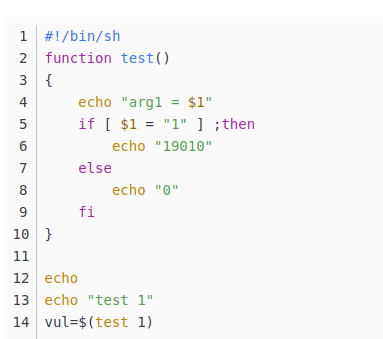 1 #!/bin/sh
2 function test()
3 {
4     echo "arg1 = $1"
5     if [ $1 = "1" ] ;then
6         echo "19010"
7     else
8         echo "0"
9     fi
10 }
11
12 echo
13 echo "test 1"
14 vul=$(test 1)